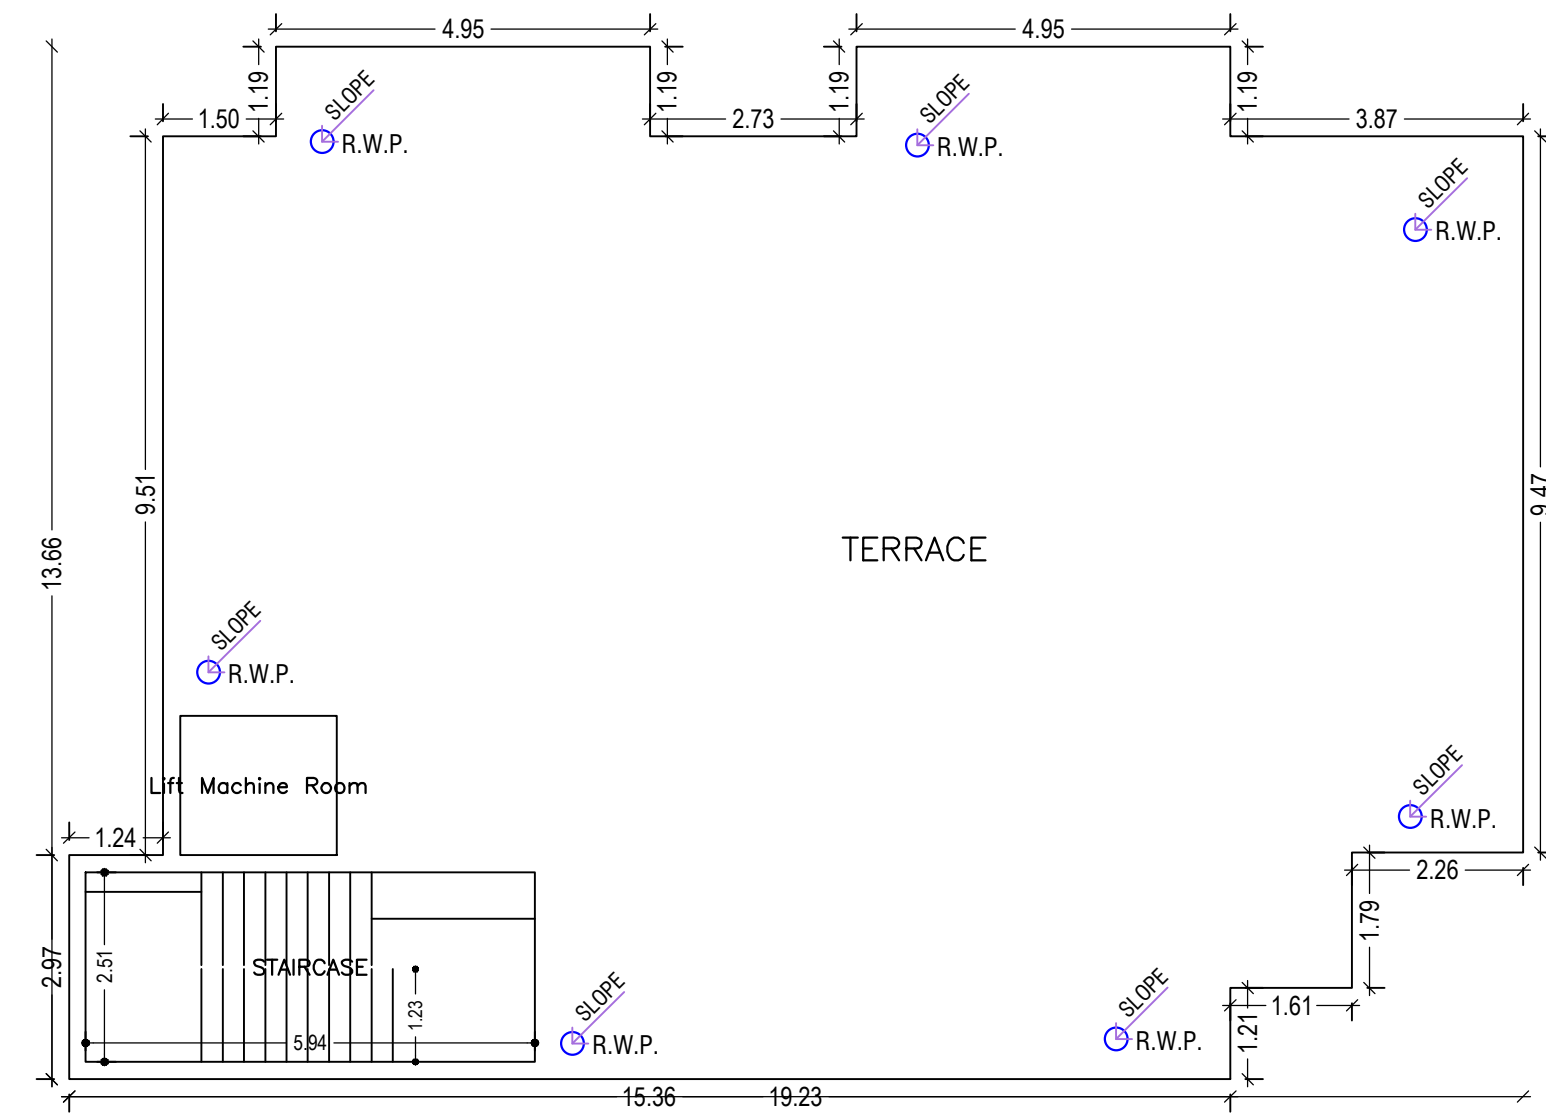 4.95
4.95
1.19
1.19
1.19
1.19
1.50
SLOPE
R.W.P.
2.73
SLOPE
R.W.P.
3.87
SLOPE
R.W.P.
9.51
9.47
13.66
TERRACE
SLOPE
R.W.P.
Lift Machine Room
SLOPE
R.W.P.
1.24
2.26
1.79
2.97
2.51
STAIRCASE
1.23
5.94
SLOPE
R.W.P.
SLOPE
R.W.P.
1.61
1.21
15.36
19.23